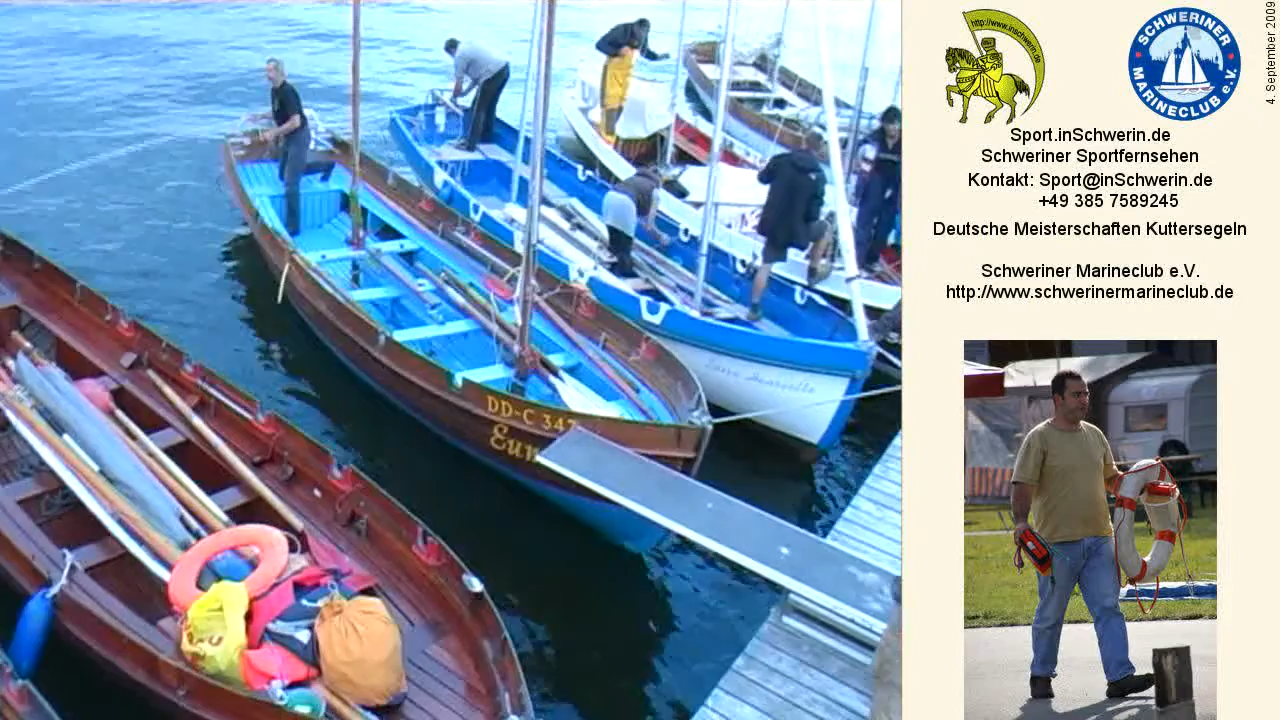 http://www.inschwerin.de
SCHWERINER
MARINECLUB e.V.
4. September 2009
Sport.inSchwerin.de
Schweriner Sportfernsehen
Kontakt: Sport@inSchwerin.de
+49 385 7589245
Deutsche Meisterschaften Kuttersegeln
Schweriner Marineclub e.V.
http://www.schwerinermarineclub.de
DD-C 347